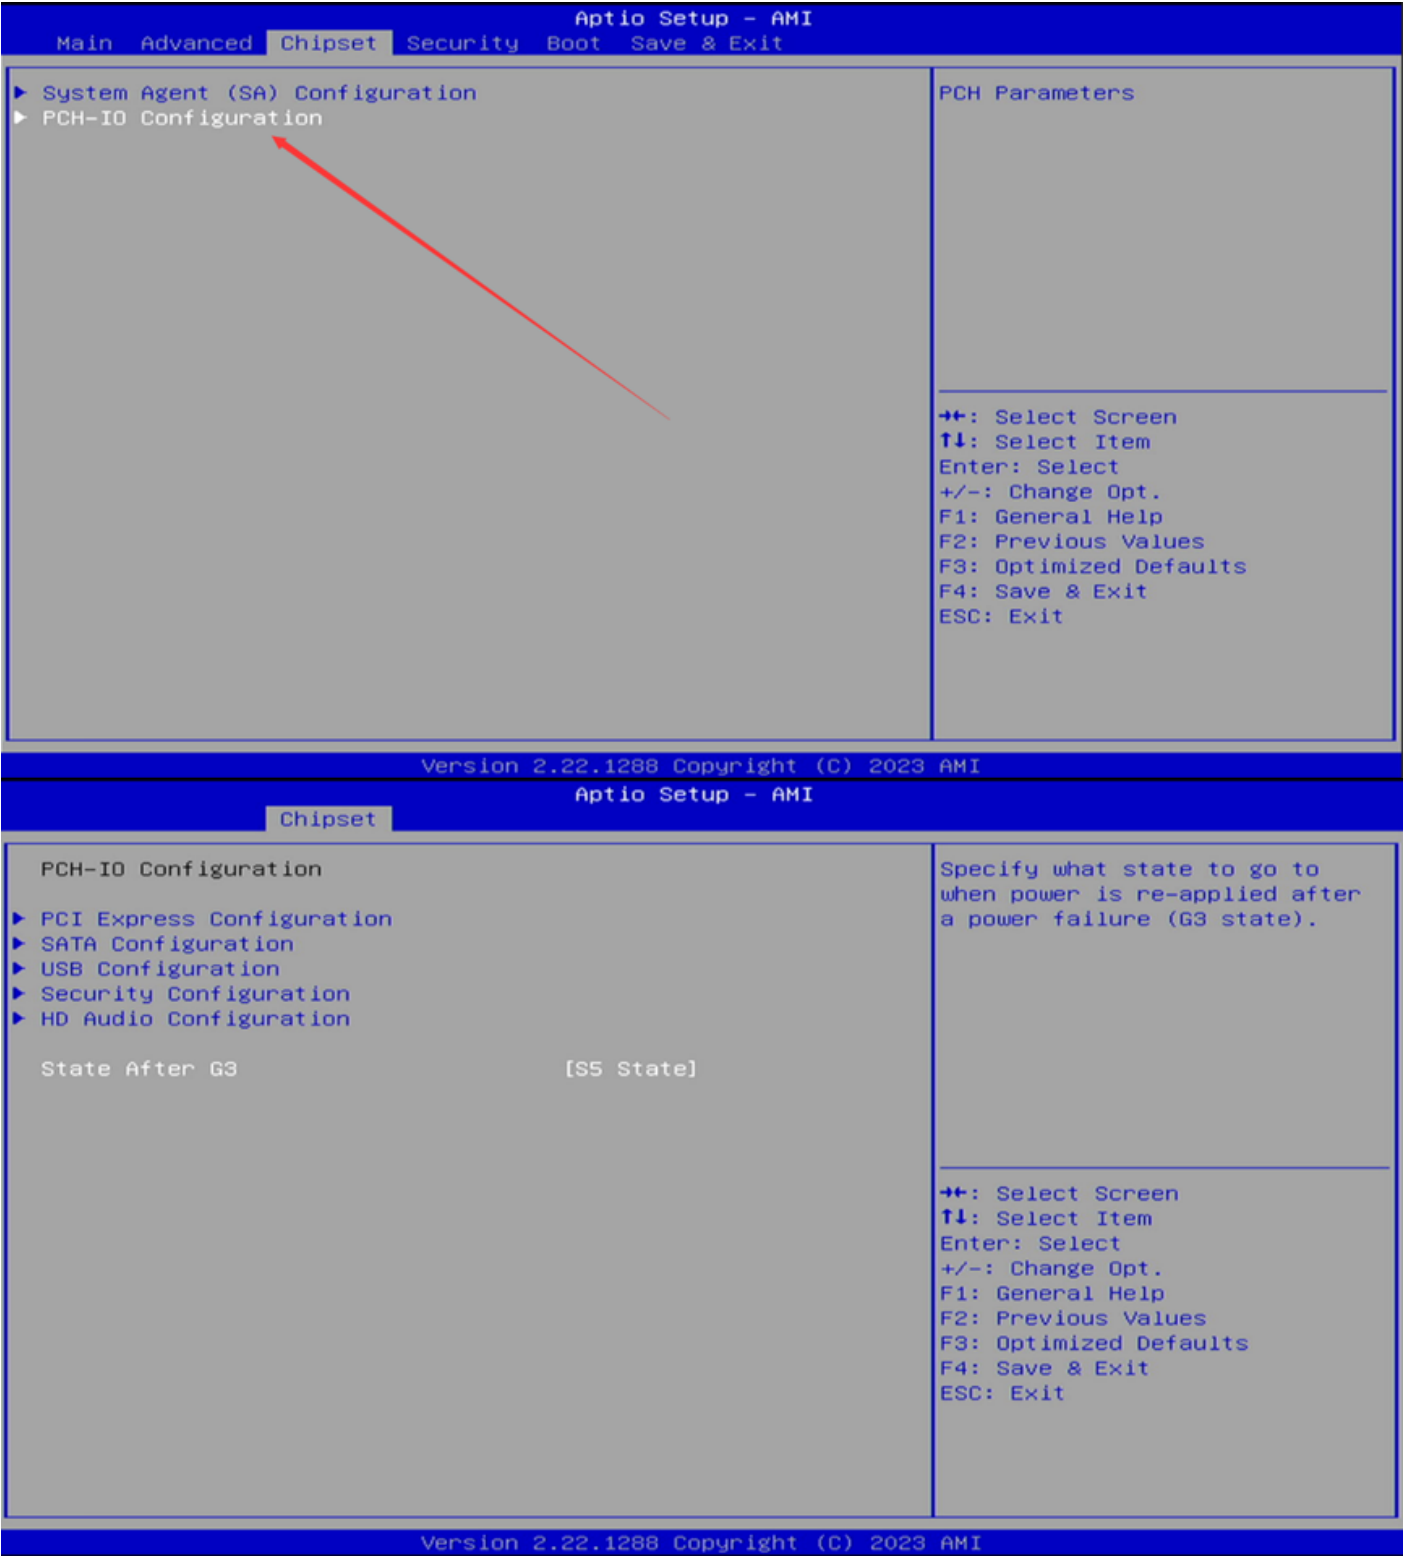 Aptio Setup - AMI
Main Advanced Chipset Security Boot Save & Exit
▶ System Agent (SA) Configuration
▶ PCH-IO Configuration
PCH Parameters
→←: Select Screen
↑↓: Select Item
Enter: Select
+/-: Change Opt.
F1: General Help
F2: Previous Values
F3: Optimized Defaults
F4: Save & Exit
ESC: Exit
Version 2.22.1288 Copyright (C) 2023 AMI
Aptio Setup - AMI
Chipset
PCH-IO Configuration
▶ PCI Express Configuration
▶ SATA Configuration
▶ USB Configuration
▶ Security Configuration
▶ HD Audio Configuration
State After G3 [S5 State]
Specify what state to go to
when power is re-applied after
a power failure (G3 state).
→←: Select Screen
↑↓: Select Item
Enter: Select
+/-: Change Opt.
F1: General Help
F2: Previous Values
F3: Optimized Defaults
F4: Save & Exit
ESC: Exit
Version 2.22.1288 Copyright (C) 2023 AMI